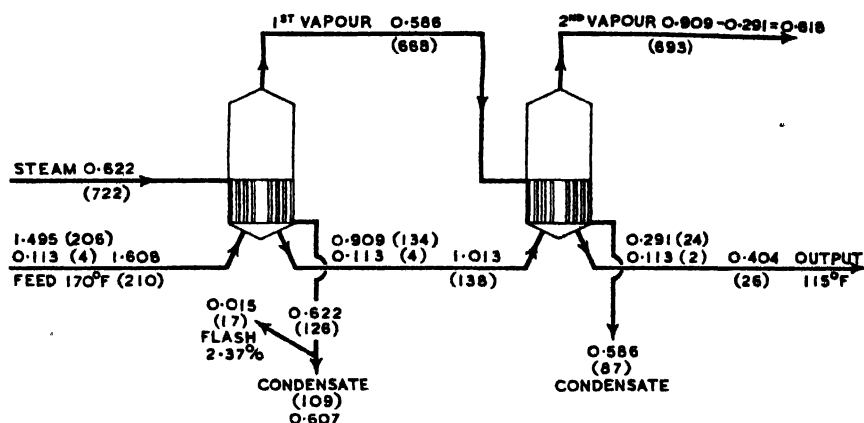 1ST VAPOUR 0.586
(668)
2ND VAPOUR 0.909-0.291=0.618
(693)
STEAM 0.622
(722)
1.495 (206)
0.113 (4) 1.608
FEED 170°F (210)
0.909 (134)
0.113 (4) 1.013
(138)
0.291 (24)
0.113 (2) 0.404 OUTPUT
(26) 115°F
0.015
(17)
FLASH
2.37%
0.622
(126)
CONDENSATE
(109)
0.607
0.586
(87)
CONDENSATE